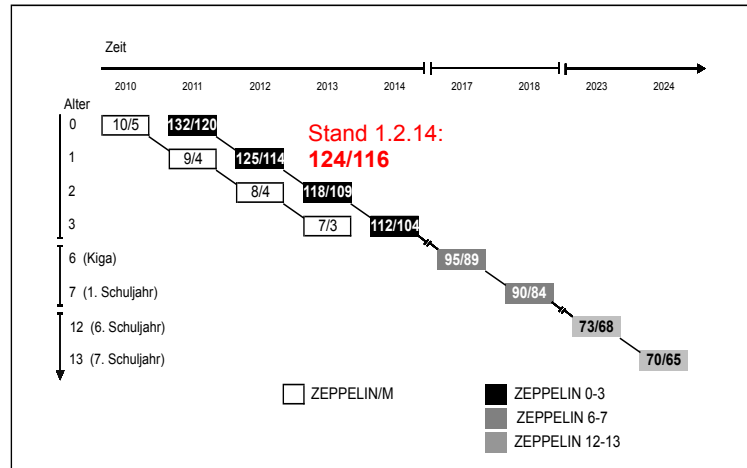 Zeit
2010 2011 2012 2013 2014 2017 2018 2023 2024
Alter
0 10/5 132/120
Stand 1.2.14:
124/116
1 9/4 125/114
2 8/4 118/109
3 7/3 112/104
6 (Kiga) 95/89
7 (1. Schuljahr) 90/84
12 (6. Schuljahr) 73/68
13 (7. Schuljahr) 70/65
ZEPPELIN/M ZEPPELIN 0-3
ZEPPELIN 6-7
ZEPPELIN 12-13